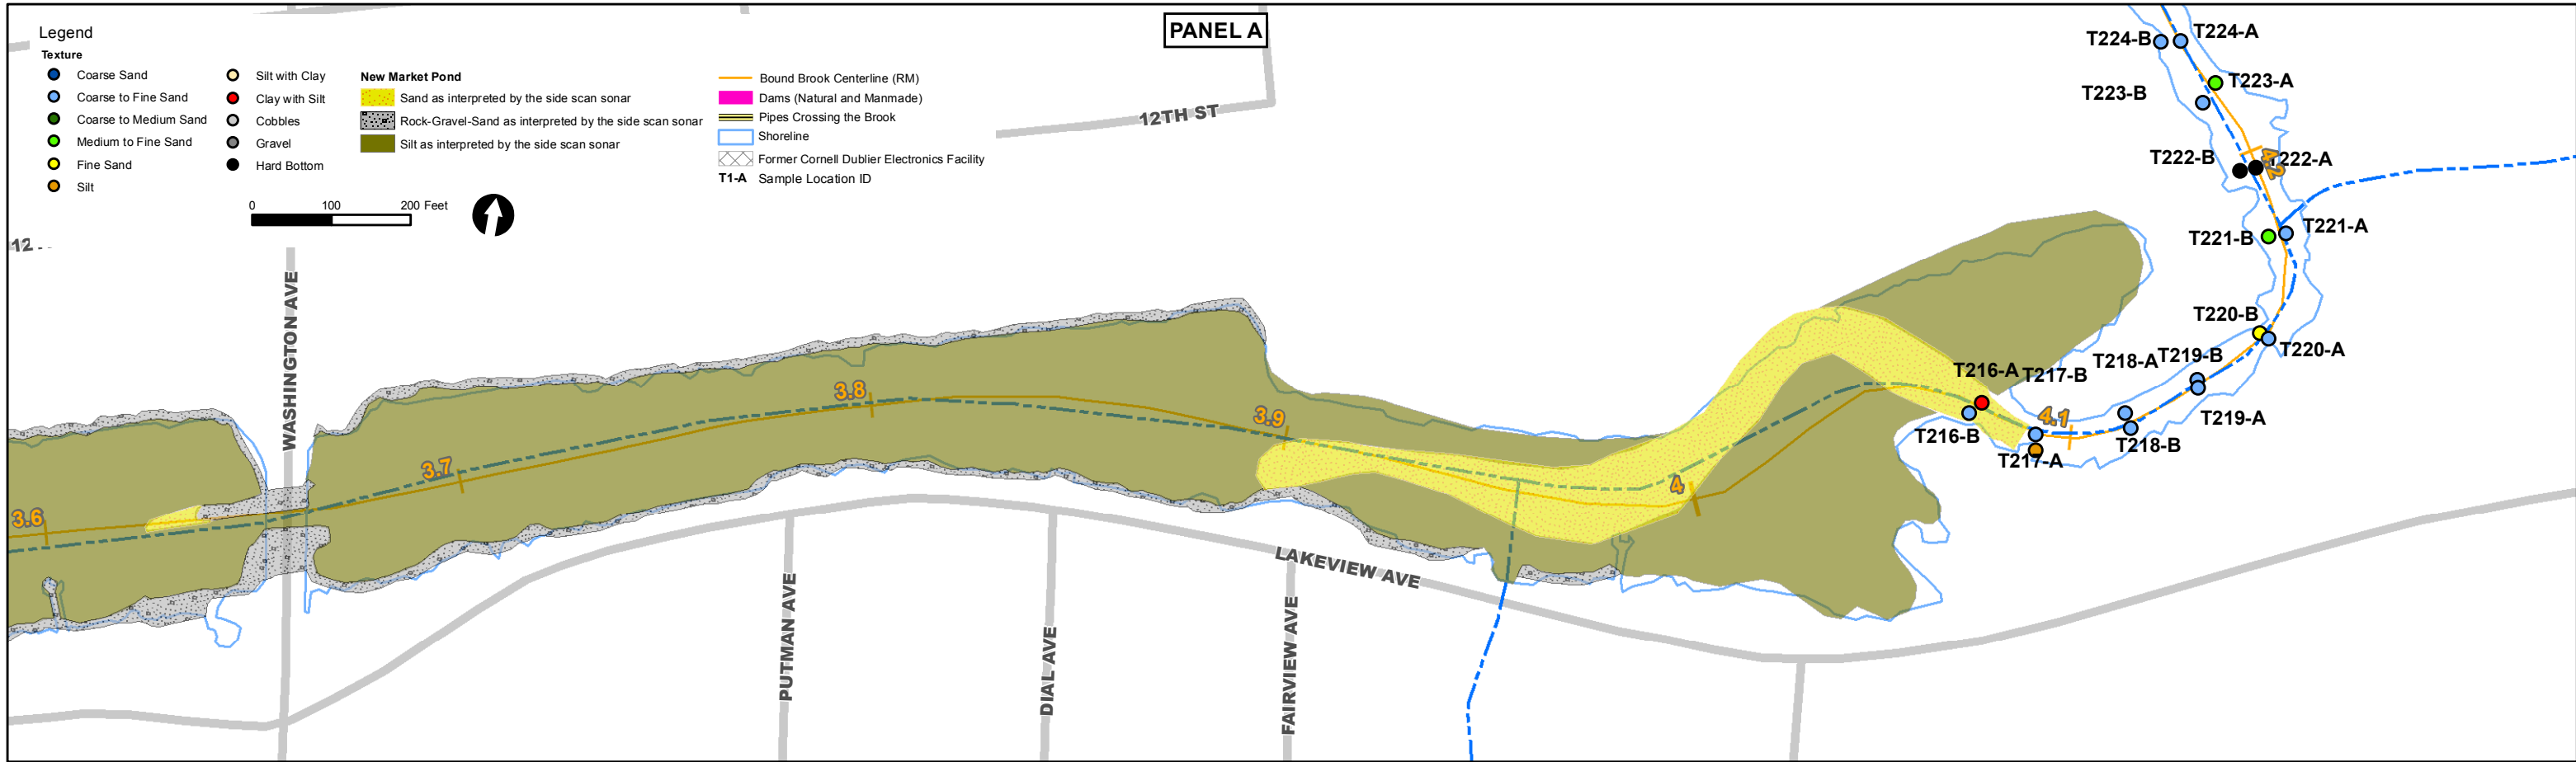 PANEL A
Legend
Texture
Coarse Sand
Coarse to Fine Sand
Coarse to Medium Sand
Medium to Fine Sand
Fine Sand
Silt
Silt with Clay
Clay with Silt
Cobbles
Gravel
Hard Bottom
New Market Pond
Sand as interpreted by the side scan sonar
Rock-Gravel-Sand as interpreted by the side scan sonar
Silt as interpreted by the side scan sonar
Bound Brook Centerline (RM)
Dams (Natural and Manmade)
Pipes Crossing the Brook
Shoreline
Former Cornell Dublier Electronics Facility
T1-A Sample Location ID
0 100 200 Feet
12TH ST
12
WASHINGTON AVE
PUTMAN AVE
DIAL AVE
FAIRVIEW AVE
LAKEVIEW AVE
3.6
3.7
3.8
3.9
4
4.1
4.2
T224-B
T224-A
T223-A
T223-B
T222-B
T222-A
T221-B
T221-A
T220-B
T220-A
T219-B
T218-A
T219-A
T218-B
T217-B
T216-A
T216-B
T217-A